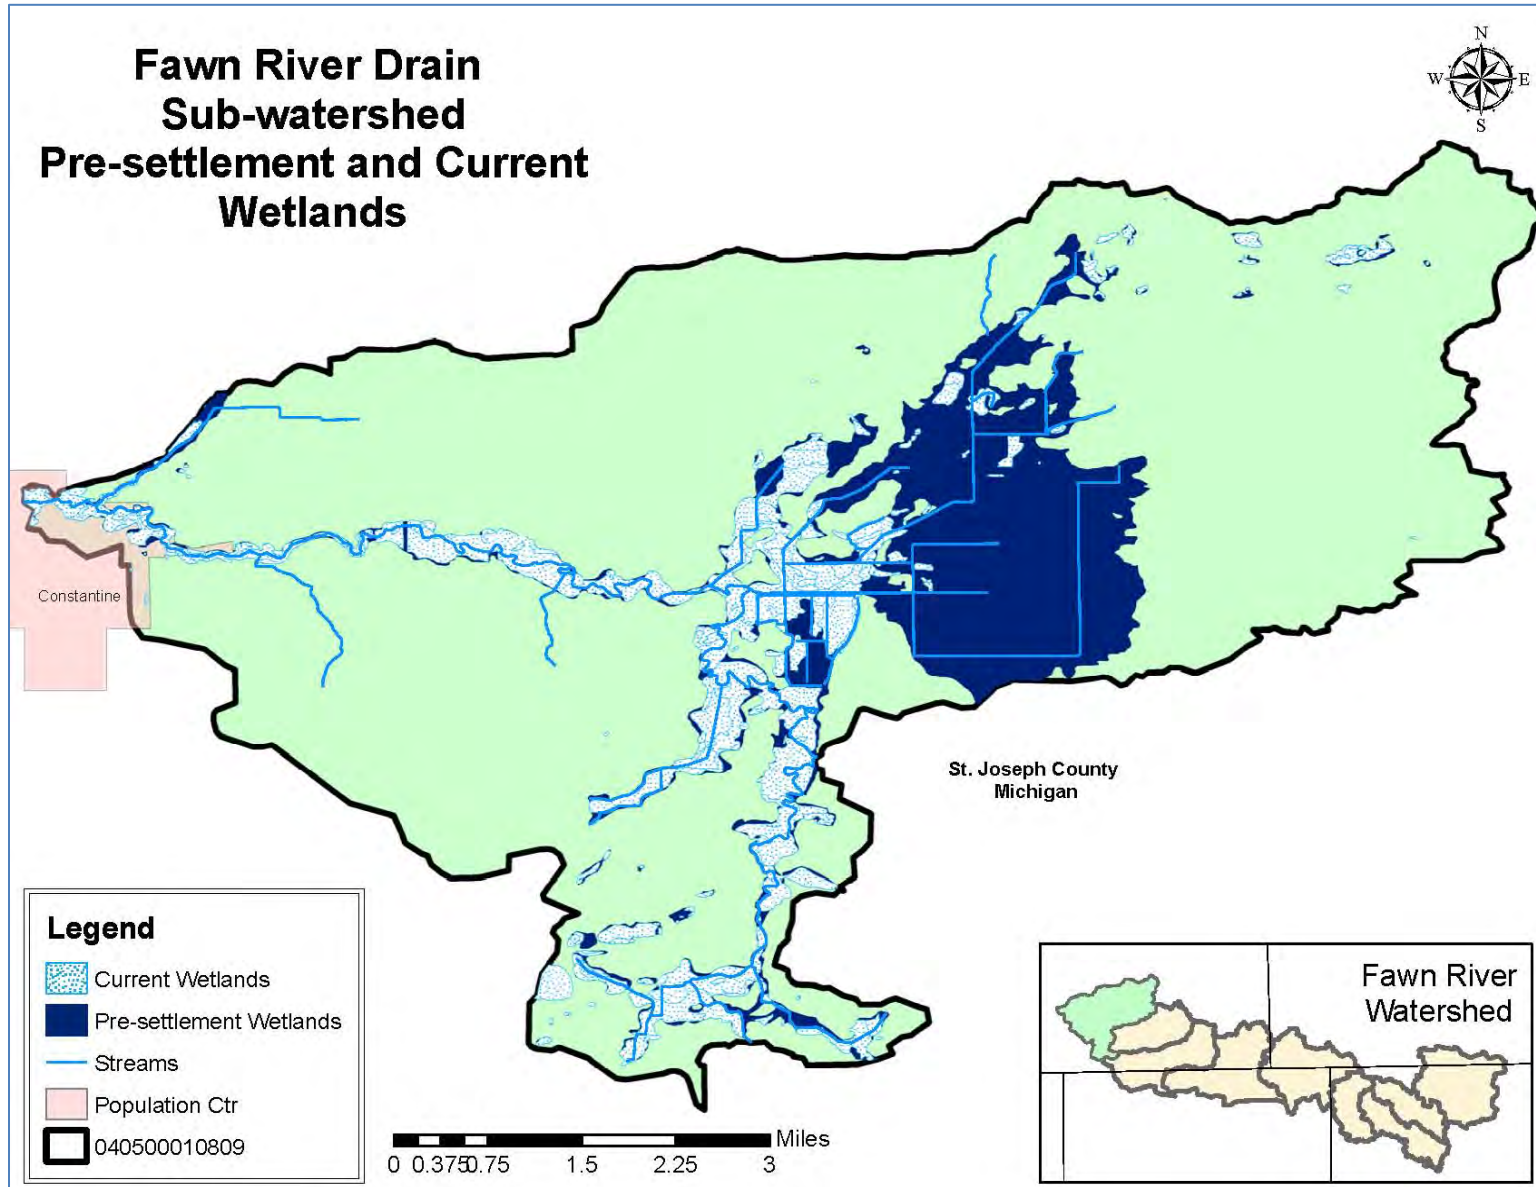 Fawn River Drain
Sub-watershed
Pre-settlement and Current
Wetlands
N
W
E
S
Constantine
St. Joseph County
Michigan
Legend
Current Wetlands
Pre-settlement Wetlands
Streams
Population Ctr
040500010809
Miles
0 0.375 0.75 1.5 2.25 3
Fawn River
Watershed